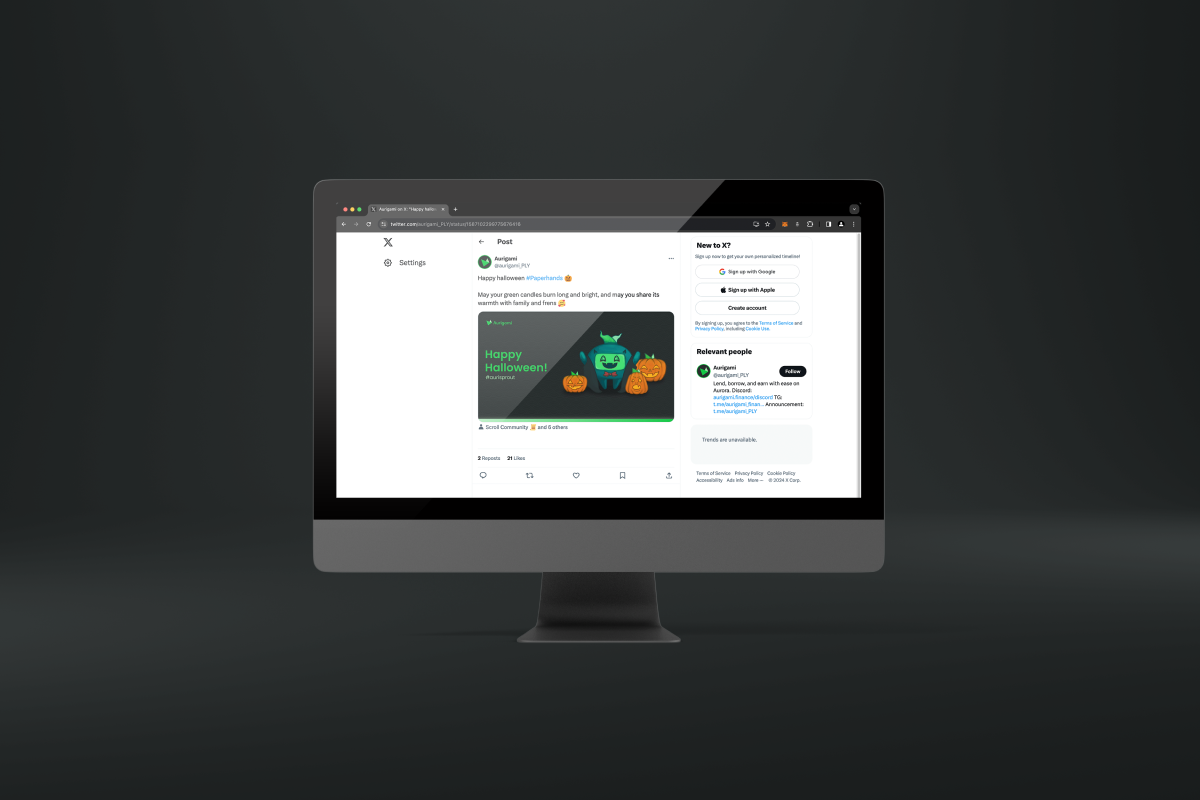 Aurigami on X: "Happy hallow
twitter.com/aurigami_PLY/status/
Settings
Post
Aurigami
@aurigami_PLY
Happy halloween #Paperhands 🎃
May your green candles burn long and bright, and may you share its
warmth with family and frens 🥰
Aurigami
Happy
Halloween!
#aurisprout
Scroll Community and 6 others
2 Reposts 21 Likes
New to X?
Sign up now to get your own personalized timeline!
Sign up with Google
Sign up with Apple
Create account
By signing up, you agree to the Terms of Service and
Privacy Policy, including Cookie Use.
Relevant people
Aurigami
@aurigami_PLY
Follow
Lend, borrow, and earn with ease on
Aurora. Discord:
aurigami.finance/discord TG:
t.me/aurigami_finan... Announcement:
t.me/aurigami_PLY
Trends are unavailable.
Terms of Service Privacy Policy Cookie Policy
Accessibility Ads info More ··· © 2024 X Corp.